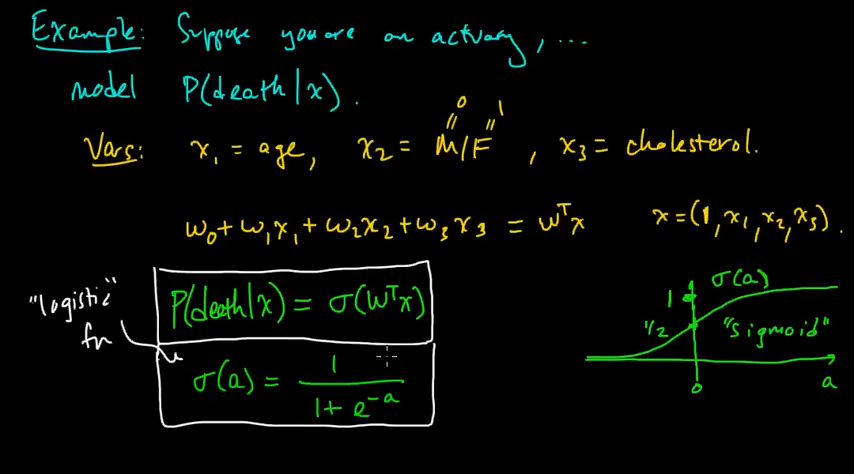 Example: Suppose you are an actuary, ...
model P(death|x).
0 1
Vars: x₁ = age, x₂ = M/F, x₃ = cholesterol.
w₀ + w₁x₁ + w₂x₂ + w₃x₃ = wᵀx x = (1, x₁, x₂, x₃).
"logistic" fn
P(death|x) = σ(wᵀx)
σ(a) = 1 / (1 + e⁻ᵃ)
σ(a)
1
1/2 "sigmoid"
0 a